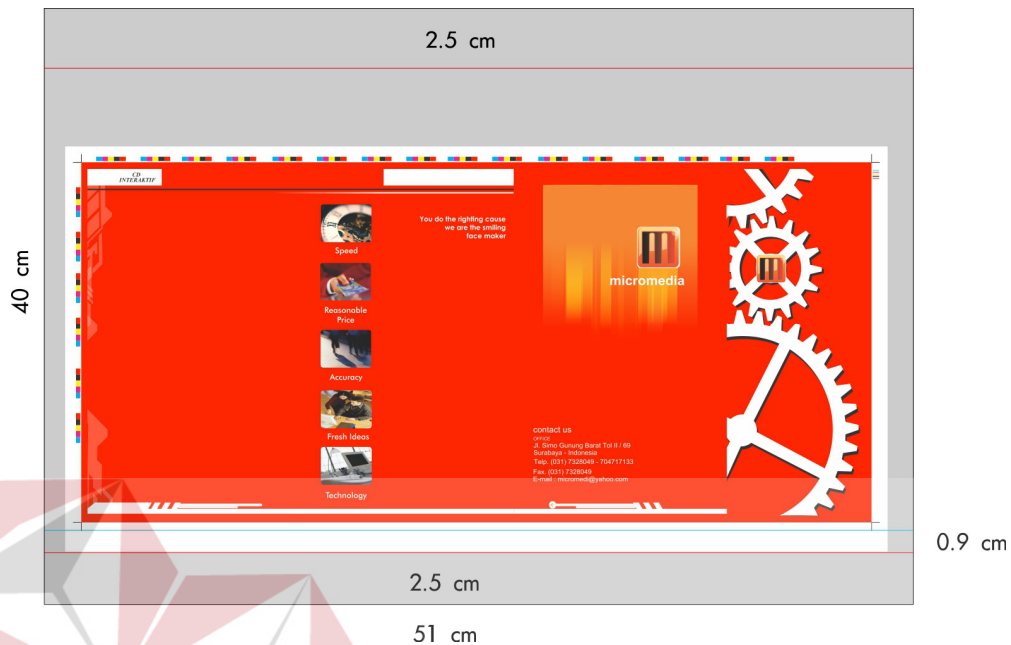 2.5 cm
40 cm
CD
INTERAKTIF
You do the righting cause
we are the smiling
face maker
Speed
Reasonable
Price
Accuracy
Fresh Ideas
Technology
micromedia
contact us
OFFICE
Jl. Simo Gunung Barat Tol II / 69
Surabaya - Indonesia
Telp. (031) 7328049 - 704717133
Fax. (031) 7328049
E-mail : micromedi@yahoo.com
0.9 cm
2.5 cm
51 cm